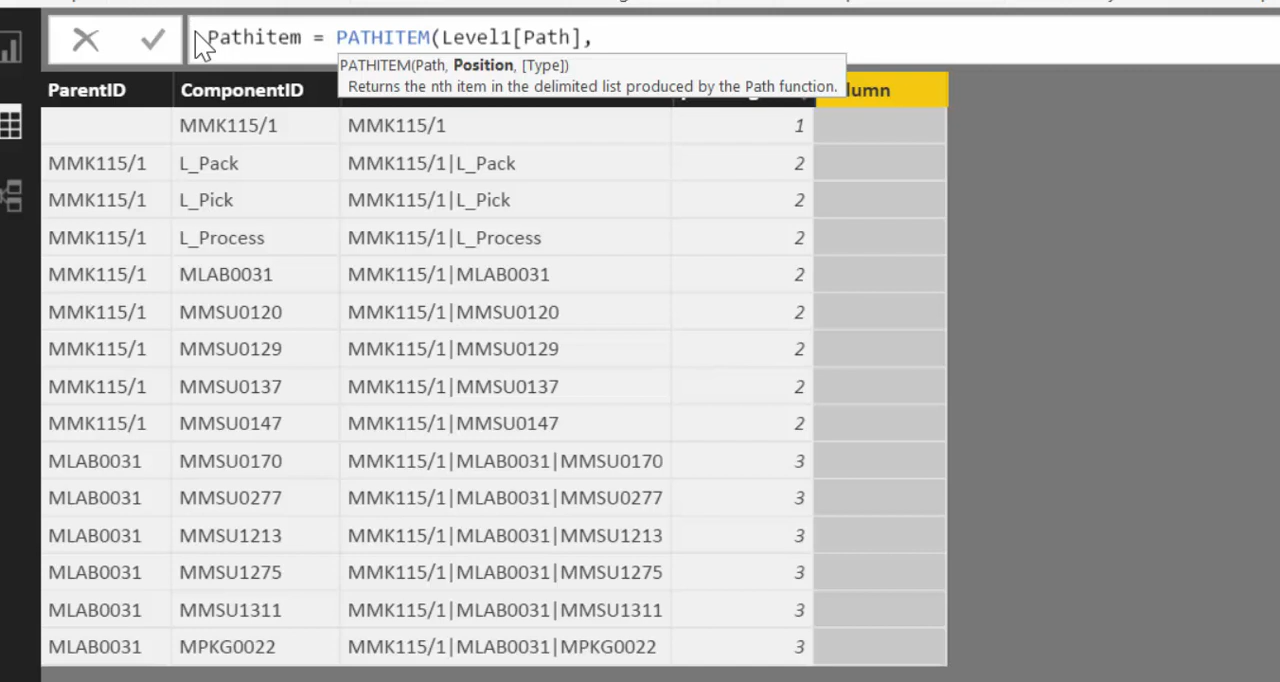 Pathitem = PATHITEM(Level1[Path],
PATHITEM(Path, Position, [Type])
Returns the nth item in the delimited list produced by the Path function.
ParentID ComponentID
MMK115/1 MMK115/1 1
MMK115/1 L_Pack MMK115/1|L_Pack 2
MMK115/1 L_Pick MMK115/1|L_Pick 2
MMK115/1 L_Process MMK115/1|L_Process 2
MMK115/1 MLAB0031 MMK115/1|MLAB0031 2
MMK115/1 MMSU0120 MMK115/1|MMSU0120 2
MMK115/1 MMSU0129 MMK115/1|MMSU0129 2
MMK115/1 MMSU0137 MMK115/1|MMSU0137 2
MMK115/1 MMSU0147 MMK115/1|MMSU0147 2
MLAB0031 MMSU0170 MMK115/1|MLAB0031|MMSU0170 3
MLAB0031 MMSU0277 MMK115/1|MLAB0031|MMSU0277 3
MLAB0031 MMSU1213 MMK115/1|MLAB0031|MMSU1213 3
MLAB0031 MMSU1275 MMK115/1|MLAB0031|MMSU1275 3
MLAB0031 MMSU1311 MMK115/1|MLAB0031|MMSU1311 3
MLAB0031 MPKG0022 MMK115/1|MLAB0031|MPKG0022 3